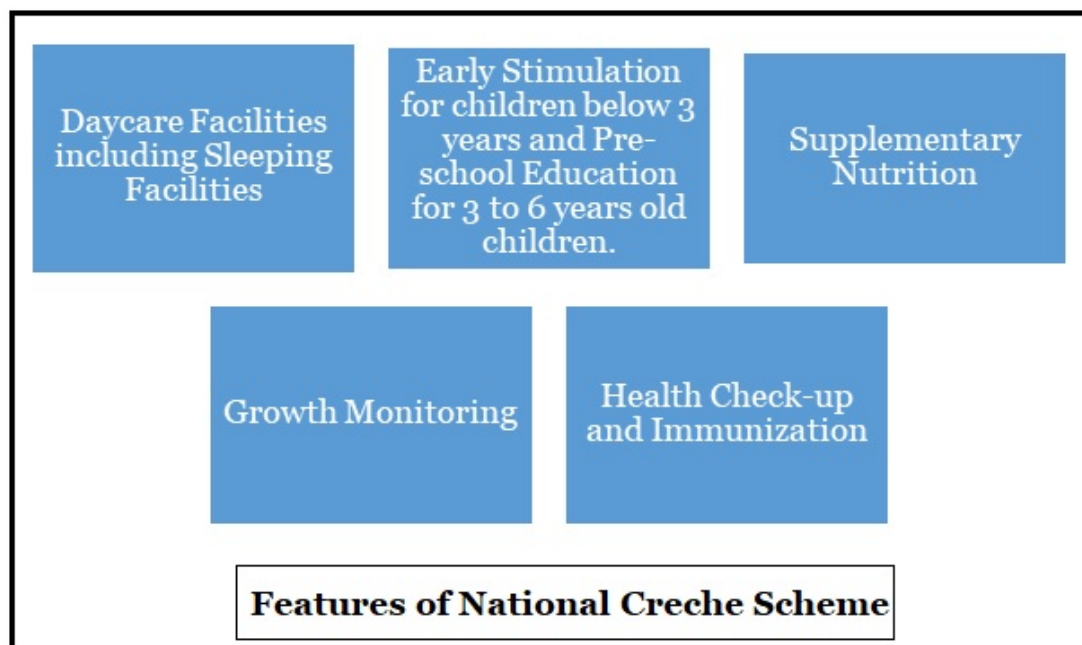 Daycare Facilities
including Sleeping
Facilities
Early Stimulation
for children below 3
years and Pre-
school Education
for 3 to 6 years old
children.
Supplementary
Nutrition
Growth Monitoring
Health Check-up
and Immunization
Features of National Creche Scheme